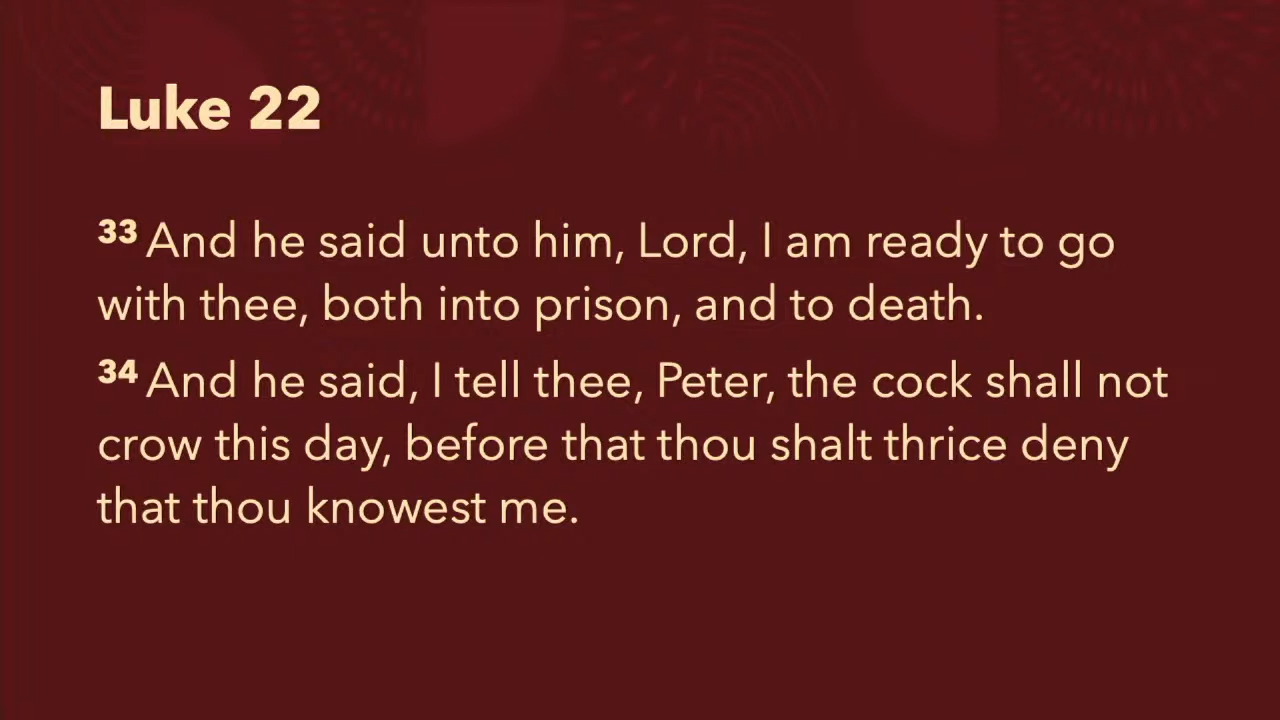 Luke 22
33 And he said unto him, Lord, I am ready to go
with thee, both into prison, and to death.
34 And he said, I tell thee, Peter, the cock shall not
crow this day, before that thou shalt thrice deny
that thou knowest me.